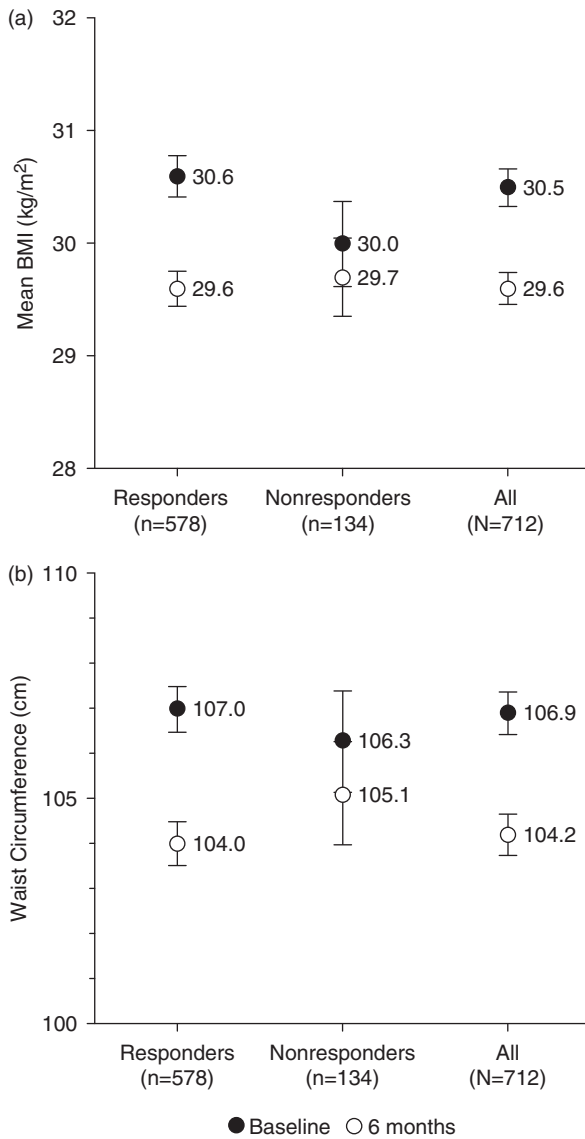 (a)
Mean BMI (kg/m²)
32
31
30
29
28
30.6
29.6
30.0
29.7
30.5
29.6
Responders
(n=578)
Nonresponders
(n=134)
All
(N=712)
(b)
Waist Circumference (cm)
110
105
100
107.0
104.0
106.3
105.1
106.9
104.2
Responders
(n=578)
Nonresponders
(n=134)
All
(N=712)
Baseline 6 months